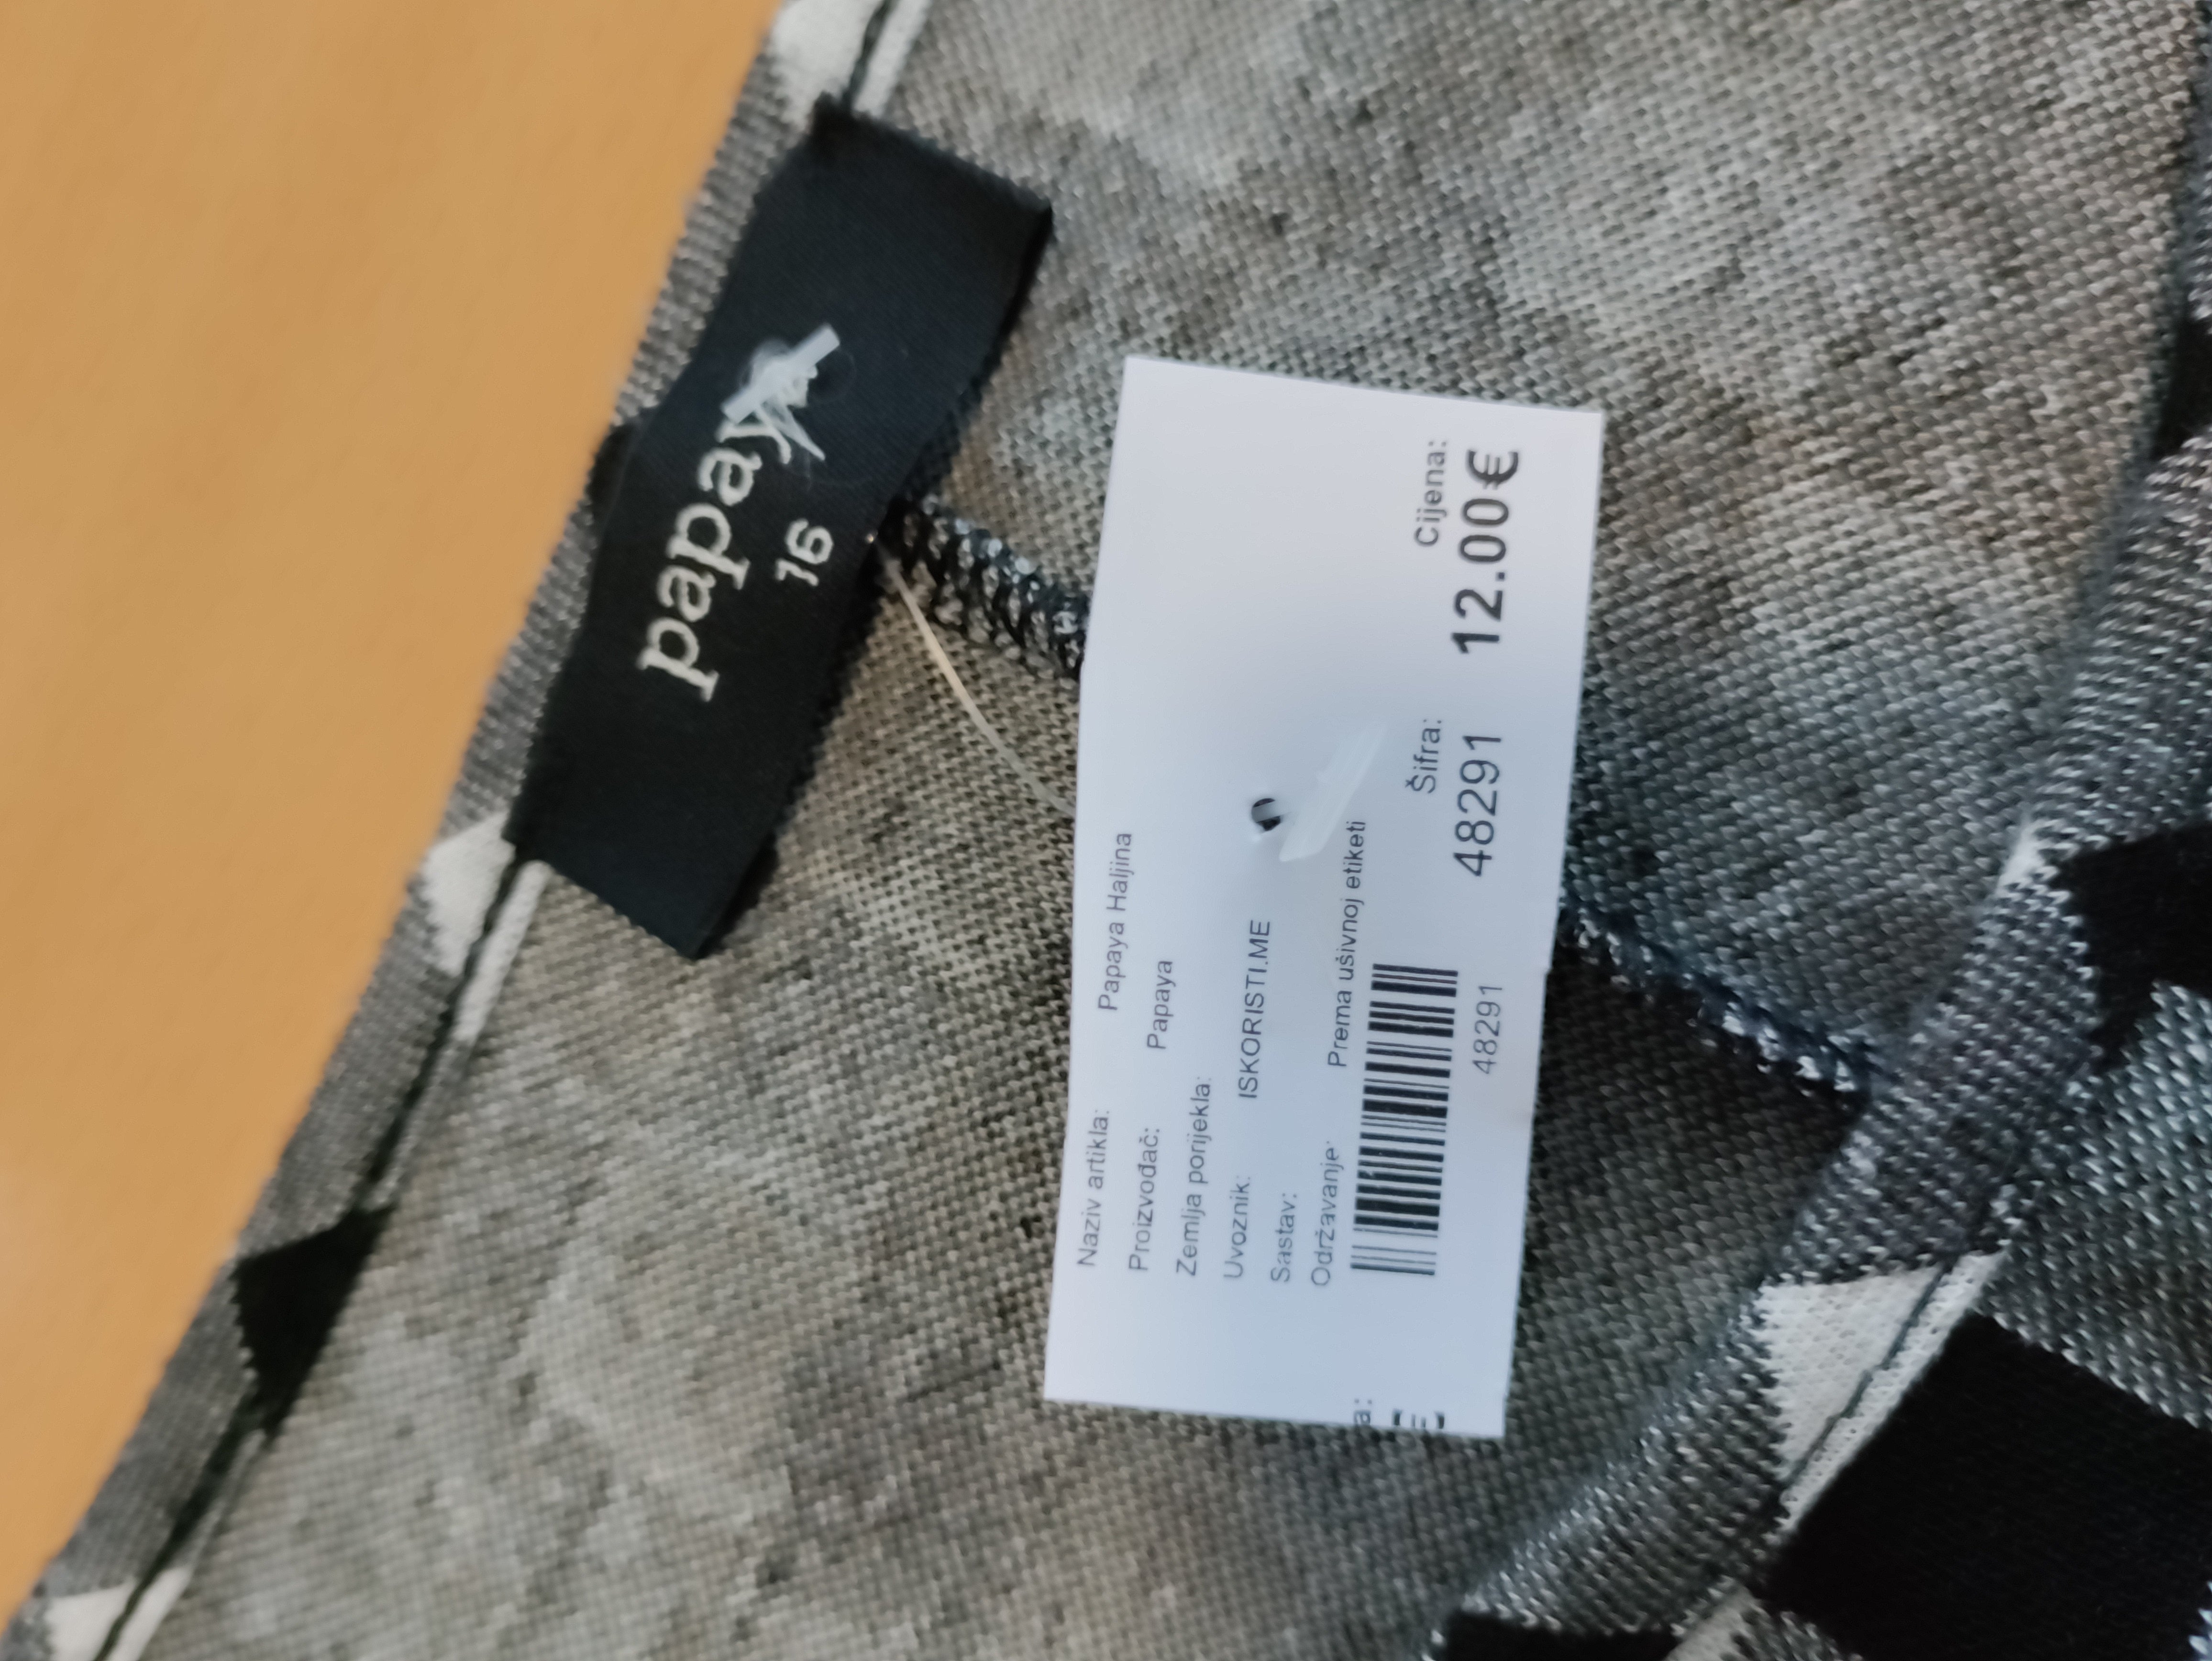 papaya
16
Naziv artikla: Papaya Haljina
Proizvođač: Papaya
Zemlja porijekla:
Uvoznik: ISKORISTI.ME
Sastav:
Održavanje: Prema ušivnoj etiketi
Šifra: Cijena:
48291 12.00€
48291
a: